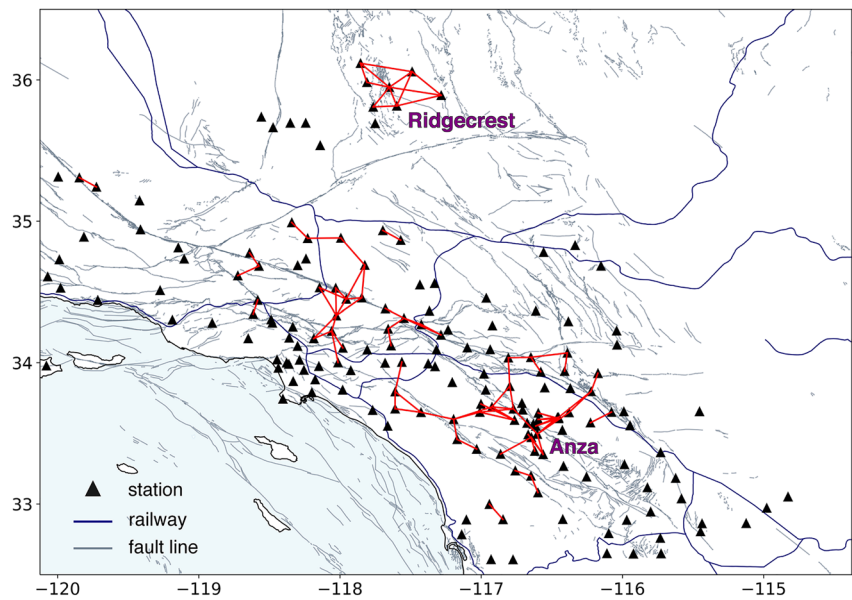 36
Ridgecrest
35
34
Anza
33
station
railway
fault line
−120
−119
−118
−117
−116
−115